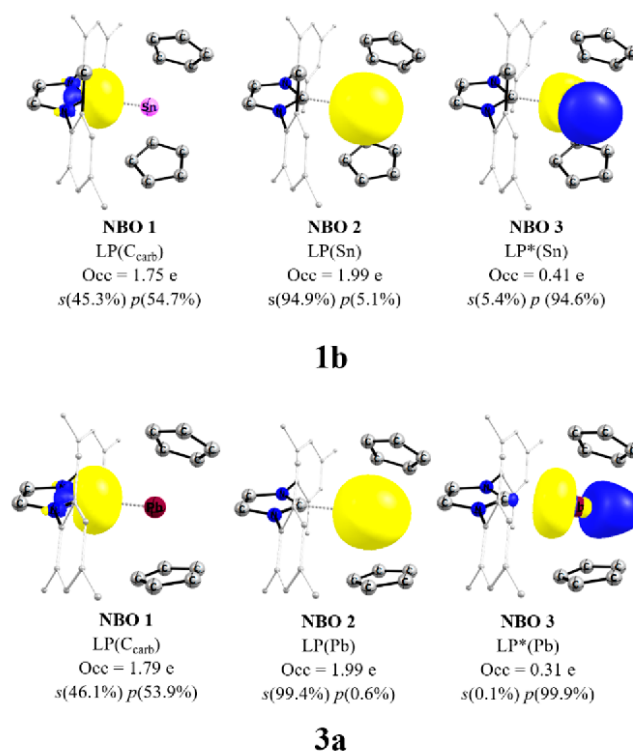 NBO 1 NBO 2 NBO 3
LP(Ccarb) LP(Sn) LP*(Sn)
Occ = 1.75 e Occ = 1.99 e Occ = 0.41 e
s(45.3%) p(54.7%) s(94.9%) p(5.1%) s(5.4%) p (94.6%)
1b
NBO 1 NBO 2 NBO 3
LP(Ccarb) LP(Pb) LP*(Pb)
Occ = 1.79 e Occ = 1.99 e Occ = 0.31 e
s(46.1%) p(53.9%) s(99.4%) p(0.6%) s(0.1%) p(99.9%)
3a